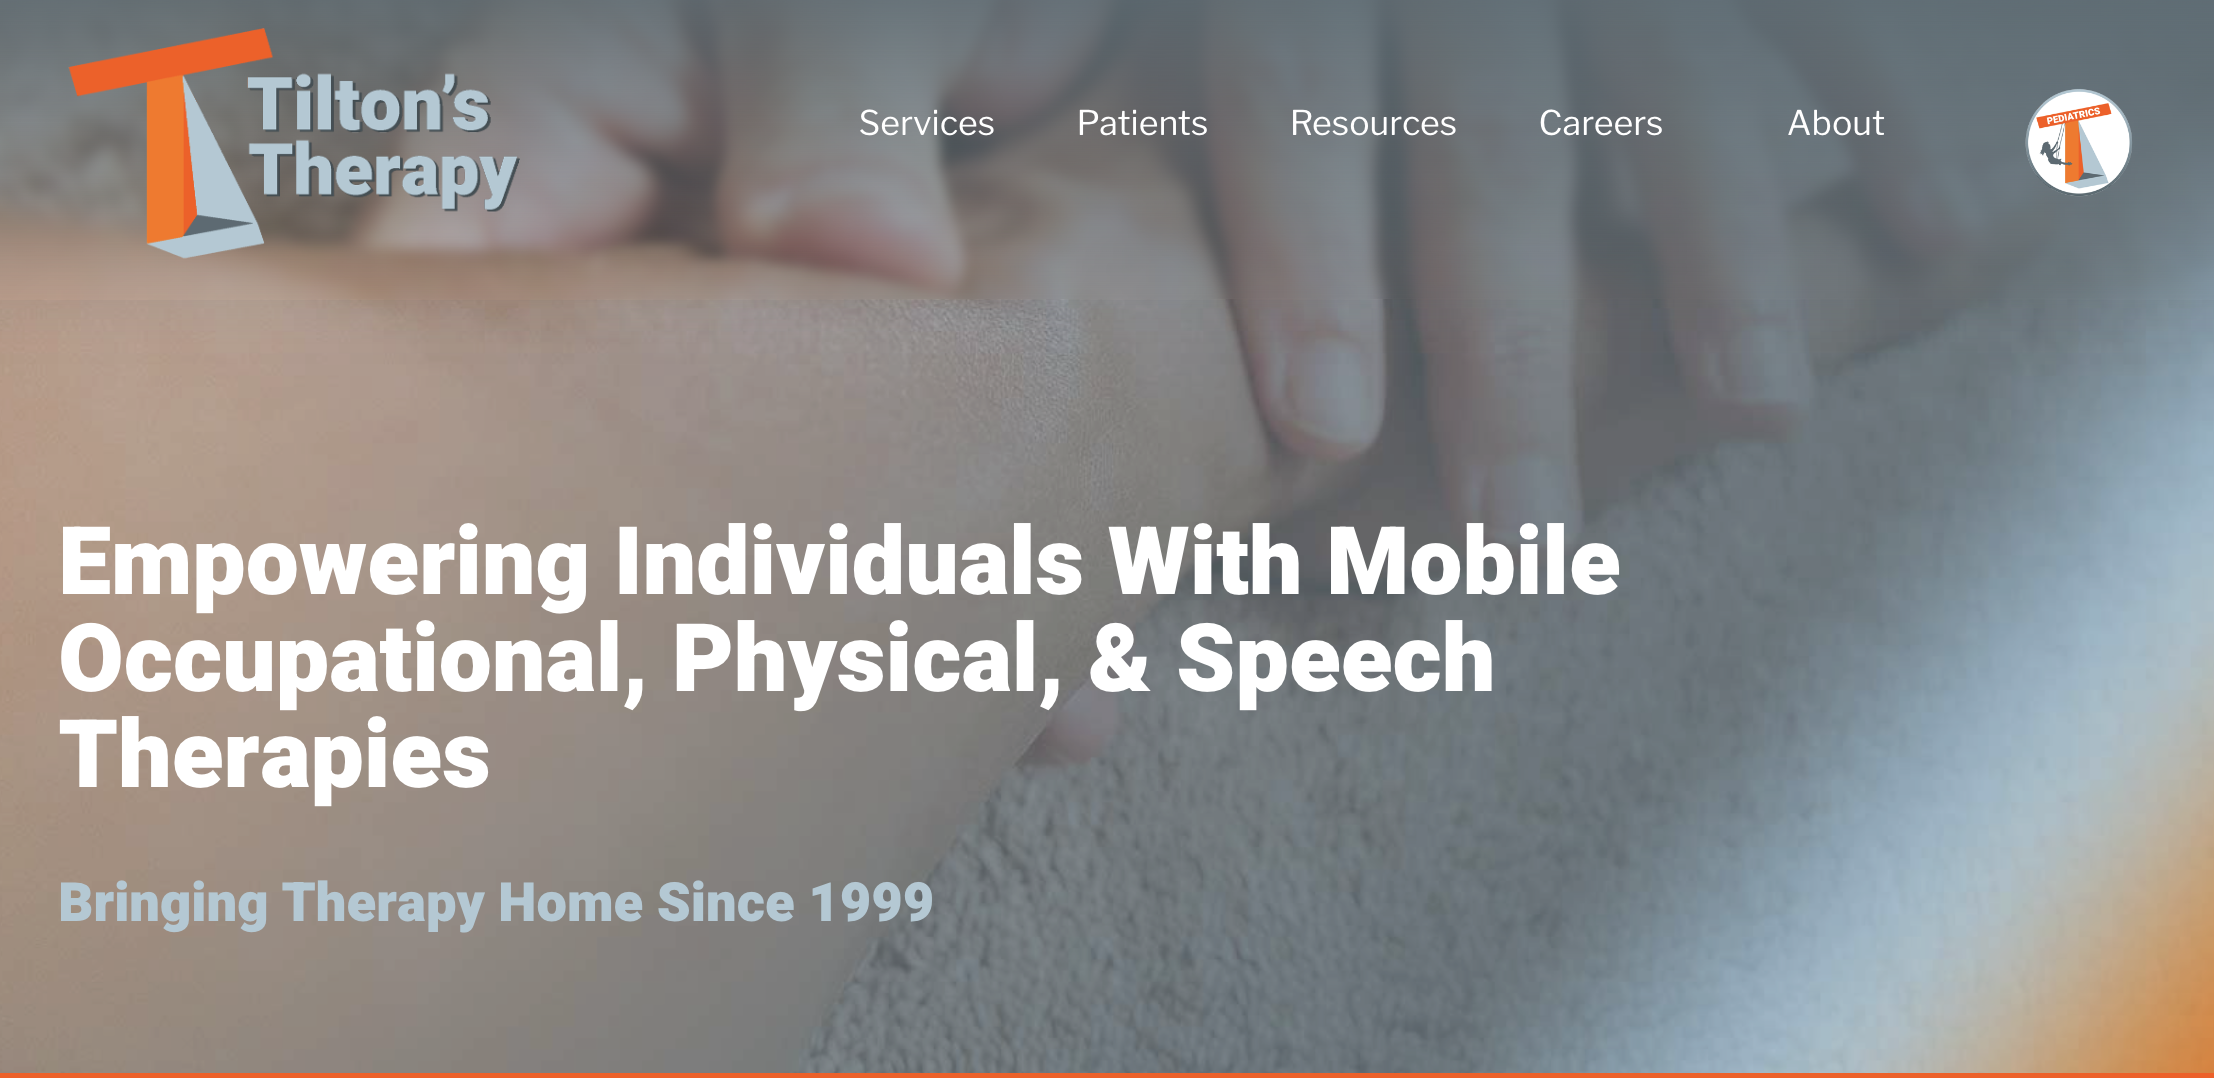 Tilton’s
Therapy
Services
Patients
Resources
Careers
About
PEDIATRICS
Empowering Individuals With Mobile
Occupational, Physical, & Speech
Therapies
Bringing Therapy Home Since 1999